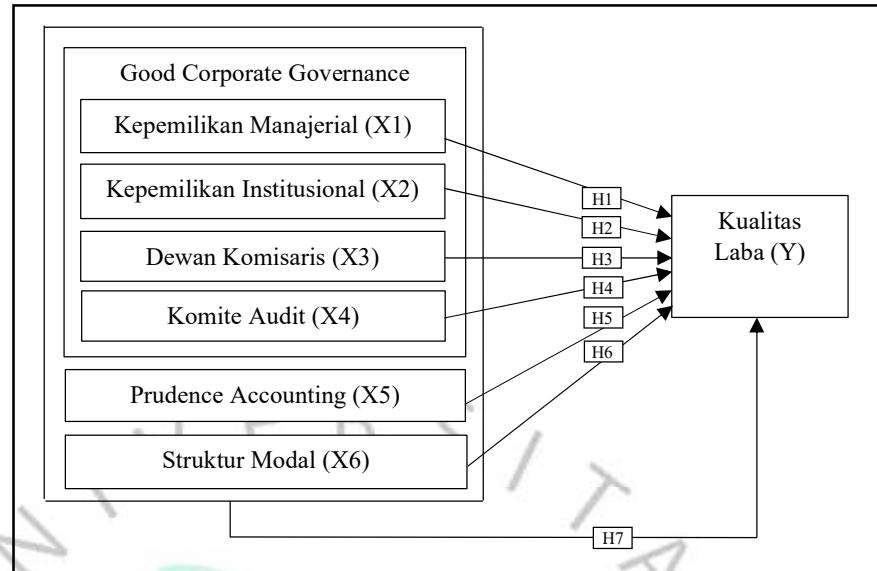 Good Corporate Governance
Kepemilikan Manajerial (X1)
Kepemilikan Institusional (X2)
Dewan Komisaris (X3)
Komite Audit (X4)
Prudence Accounting (X5)
Struktur Modal (X6)
H1
H2
H3
H4
H5
H6
Kualitas
Laba (Y)
H7